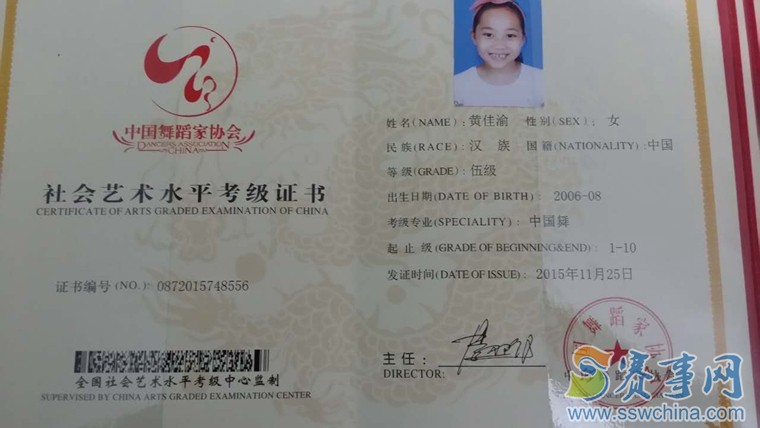 中国舞蹈家协会
DANCERS ASSOCIATION
CHINA
社会艺术水平考级证书
CERTIFICATE OF ARTS GRADED EXAMINATION OF CHINA
证书编号(NO.): 0872015748556
全国社会艺术水平考级中心监制
SUPERVISED BY CHINA ARTS GRADED EXAMINATION CENTER
姓名(NAME):黄佳渝 性别(SEX): 女
民族(RACE): 汉 族 国籍(NATIONALITY):中国
等级(GRADE): 伍级
出生日期(DATE OF BIRTH): 2006-08
考级专业(SPECIALITY): 中国舞
起止级(GRADE OF BEGINNING&END): 1-10
发证时间(DATE OF ISSUE): 2015年11月25日
主任:
DIRECTOR:
舞蹈家协
赛事网
www.sswchina.com